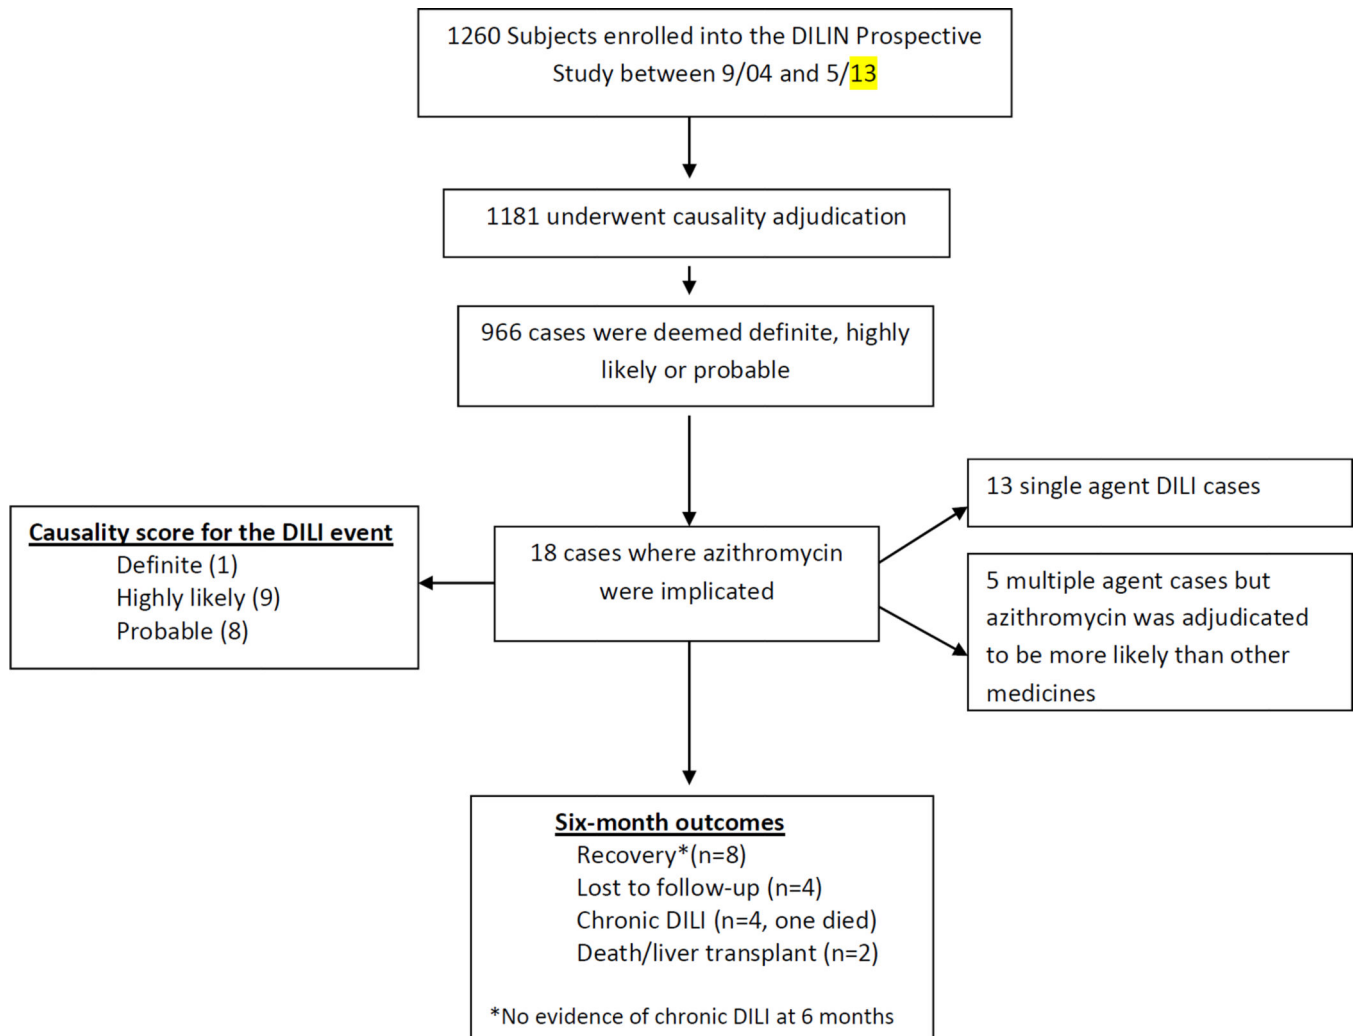 1260 Subjects enrolled into the DILIN Prospective
Study between 9/04 and 5/13
1181 underwent causality adjudication
966 cases were deemed definite, highly
likely or probable
13 single agent DILI cases
Causality score for the DILI event
Definite (1)
Highly likely (9)
Probable (8)
18 cases where azithromycin
were implicated
5 multiple agent cases but
azithromycin was adjudicated
to be more likely than other
medicines
Six-month outcomes
Recovery*(n=8)
Lost to follow-up (n=4)
Chronic DILI (n=4, one died)
Death/liver transplant (n=2)
*No evidence of chronic DILI at 6 months